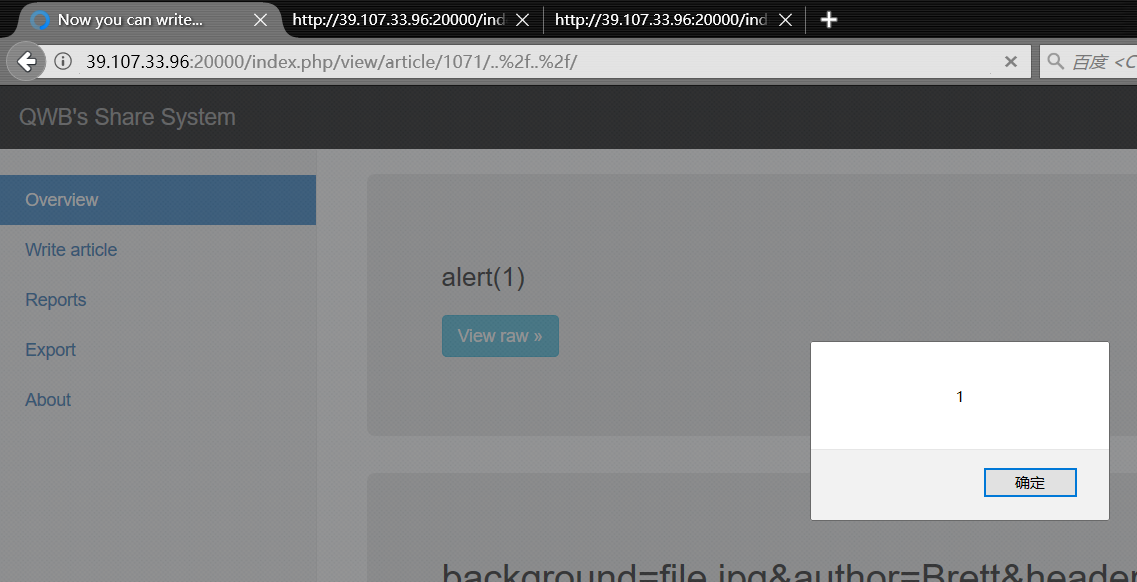 Now you can write...
http://39.107.33.96:20000/ind
http://39.107.33.96:20000/ind
39.107.33.96:20000/index.php/view/article/1071/..%2f..%2f/
百度 <C
QWB's Share System
Overview
Write article
Reports
Export
About
alert(1)
View raw »
1
确定
background=file.jpg&author=Brett&header